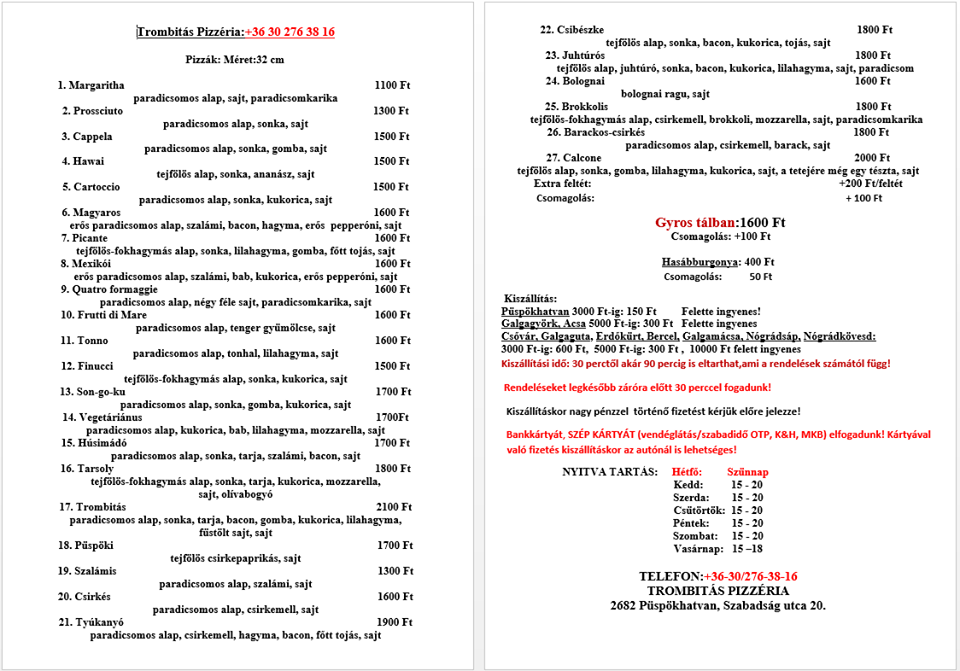 Trombitás Pizzéria:+36 30 276 38 16
Pizzák: Méret:32 cm
1. Margaritha 1100 Ft
paradicsomos alap, sajt, paradicsomkarika
2. Prossciuto 1300 Ft
paradicsomos alap, sonka, sajt
3. Cappela 1500 Ft
paradicsomos alap, sonka, gomba, sajt
4. Hawai 1500 Ft
tejfölös alap, sonka, ananász, sajt
5. Cartoccio 1500 Ft
paradicsomos alap, sonka, kukorica, sajt
6. Magyaros 1600 Ft
erős paradicsomos alap, szalámi, bacon, hagyma, erős pepperóni, sajt
7. Picante 1600 Ft
tejfölös-fokhagymás alap, sonka, lilahagyma, gomba, főtt tojás, sajt
8. Mexikói 1600 Ft
erős paradicsomos alap, szalámi, bab, kukorica, erős pepperóni, sajt
9. Quatro formaggie 1600 Ft
paradicsomos alap, négy féle sajt, paradicsomkarika, sajt
10. Frutti di Mare 1600 Ft
paradicsomos alap, tenger gyümölcse, sajt
11. Tonno 1600 Ft
paradicsomos alap, tonhal, lilahagyma, sajt
12. Finucci 1500 Ft
tejfölös-fokhagymás alap, sonka, kukorica, sajt
13. Son-go-ku 1700 Ft
paradicsomos alap, sonka, gomba, kukorica, sajt
14. Vegetáriánus 1700Ft
paradicsomos alap, kukorica, bab, lilahagyma, mozzarella, sajt
15. Húsimádó 1700 Ft
paradicsomos alap, sonka, tarja, szalámi, bacon, sajt
16. Tarsoly 1800 Ft
tejfölös-fokhagymás alap, sonka, tarja, kukorica, mozzarella,
sajt, olívabogyó
17. Trombitás 2100 Ft
paradicsomos alap, sonka, tarja, bacon, gomba, kukorica, lilahagyma,
füstölt sajt, sajt
18. Püspöki 1700 Ft
tejfölös csirkepaprikás, sajt
19. Szalámis 1300 Ft
paradicsomos alap, szalámi, sajt
20. Csirkés 1600 Ft
paradicsomos alap, csirkemell, sajt
21. Tyúkanyó 1900 Ft
paradicsomos alap, csirkemell, hagyma, bacon, főtt tojás, sajt
22. Csibészke 1800 Ft
tejfölös alap, sonka, bacon, kukorica, tojás, sajt
23. Juhtúrós 1800 Ft
tejfölös alap, juhtúró, sonka, bacon, kukorica, lilahagyma, sajt, paradicsom
24. Bolognai 1600 Ft
bolognai ragu, sajt
25. Brokkolis 1800 Ft
tejfölös-fokhagymás alap, csirkemell, brokkoli, mozzarella, sajt, paradicsomkarika
26. Barackos-csirkés 1800 Ft
paradicsomos alap, csirkemell, barack, sajt
27. Calcone 2000 Ft
tejfölös alap, sonka, gomba, lilahagyma, kukorica, sajt, a tetejére még egy tészta, sajt
Extra feltét: +200 Ft/feltét
Csomagolás: + 100 Ft
Gyros tálban:1600 Ft
Csomagolás: +100 Ft
Hasábburgonya: 400 Ft
Csomagolás: 50 Ft
Kiszállítás:
Püspökhatvan 3000 Ft-ig: 150 Ft Felette ingyenes!
Galgagyörk, Acsa 5000 Ft-ig: 300 Ft Felette ingyenes
Csővár, Galgaguta, Erdőkürt, Bercel, Galgamácsa, Nógrádsáp, Nógrádkövesd:
3000 Ft-ig: 600 Ft, 5000 Ft-ig: 300 Ft , 10000 Ft felett ingyenes
Kiszállítási idő: 30 perctől akár 90 percig is eltarthat,ami a rendelések számától függ!
Rendeléseket legkésőbb záróra előtt 30 perccel fogadunk!
Kiszállításkor nagy pénzzel történő fizetést kérjük előre jelezze!
Bankkártyát, SZÉP KÁRTYÁT (vendéglátás/szabadidő OTP, K&H, MKB) elfogadunk! Kártyával
való fizetés kiszállításkor az autónál is lehetséges!
NYITVA TARTÁS: Hétfő: Szünnap
Kedd: 15 - 20
Szerda: 15 - 20
Csütörtök: 15 - 20
Péntek: 15 - 20
Szombat: 15 - 20
Vasárnap: 15 –18
TELEFON:+36-30/276-38-16
TROMBITÁS PIZZÉRIA
2682 Püspökhatvan, Szabadság utca 20.